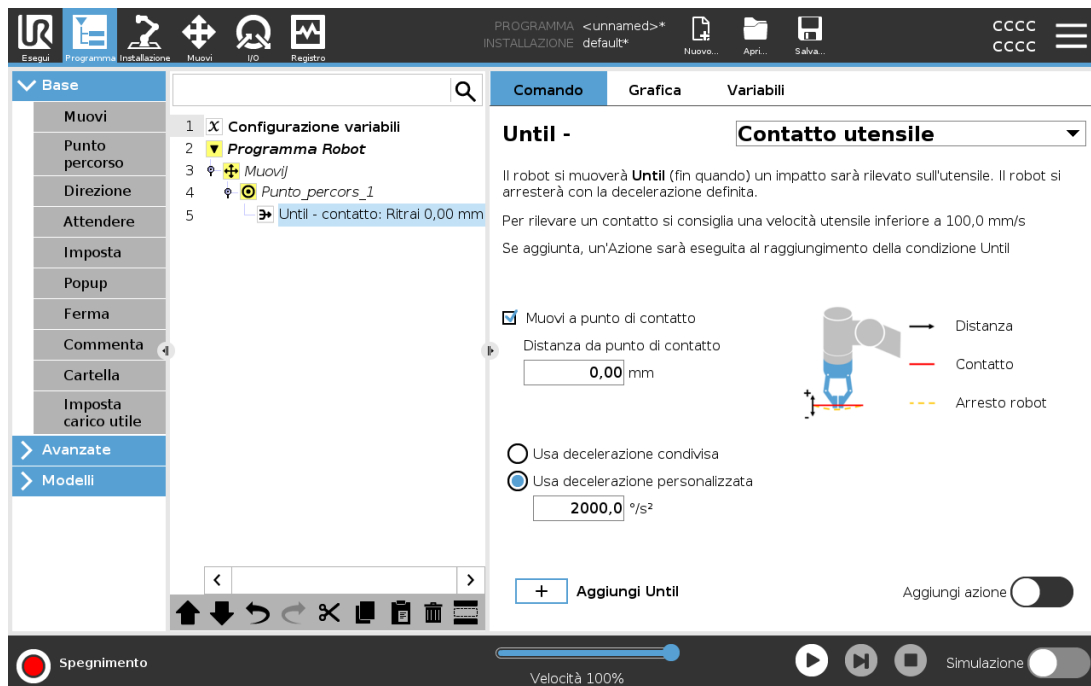 PROGRAMMA <unnamed>*
INSTALLAZIONE default*
UR
Esegui
Programma
Installazione
Muovi
I/O
Registro
Nuovo...
Apri...
Salva...
CCCC
CCCC
Base
Muovi
Punto
percorso
Direzione
Attendere
Imposta
Popup
Ferma
Commenta
Cartella
Imposta
carico utile
Avanzate
Modelli
1 X Configurazione variabili
2 Programma Robot
3 MuoviJ
4 Punto_percors_1
5 Until - contatto: Ritrai 0,00 mm
Comando Grafica Variabili
Until - Contatto utensile
Il robot si muoverà Until (fin quando) un impatto sarà rilevato sull'utensile. Il robot si
arresterà con la decelerazione definita.
Per rilevare un contatto si consiglia una velocità utensile inferiore a 100,0 mm/s
Se aggiunta, un'Azione sarà eseguita al raggiungimento della condizione Until
Muovi a punto di contatto
Distanza da punto di contatto
0,00 mm
+
-
Distanza
Contatto
Arresto robot
Usa decelerazione condivisa
Usa decelerazione personalizzata
2000,0 °/s²
+ Aggiungi Until
Aggiungi azione
Spegnimento
Velocità 100%
Simulazione